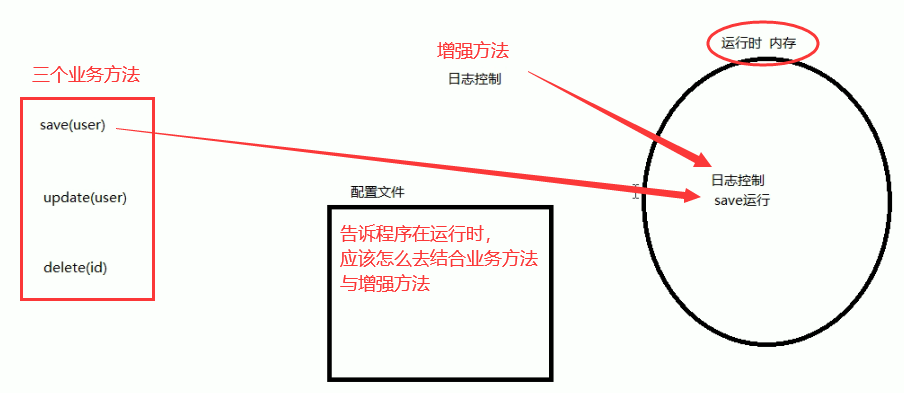 三个业务方法
save(user)
update(user)
delete(id)
增强方法
日志控制
配置文件
告诉程序在运行时，
应该怎么去结合业务方法
与增强方法
运行时 内存
日志控制
save运行